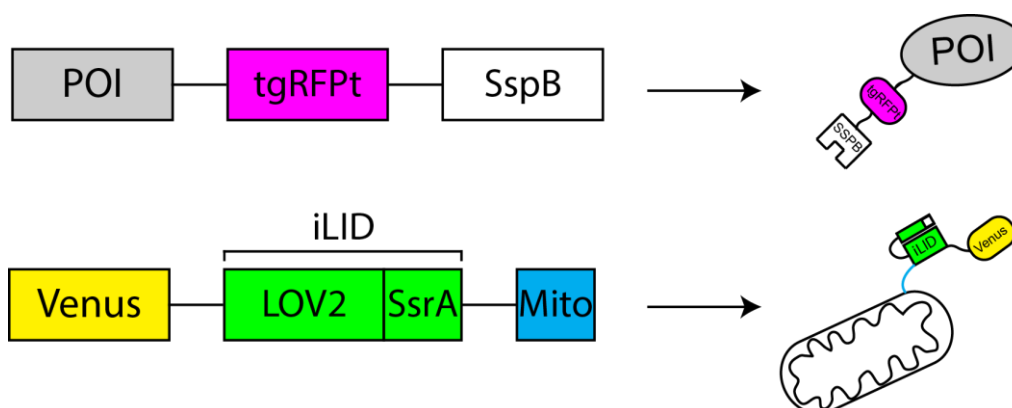 POI tgRFPt SspB
POI
tgRFPt
SSPB
iLID
Venus LOV2 SsrA Mito
iLID
Venus